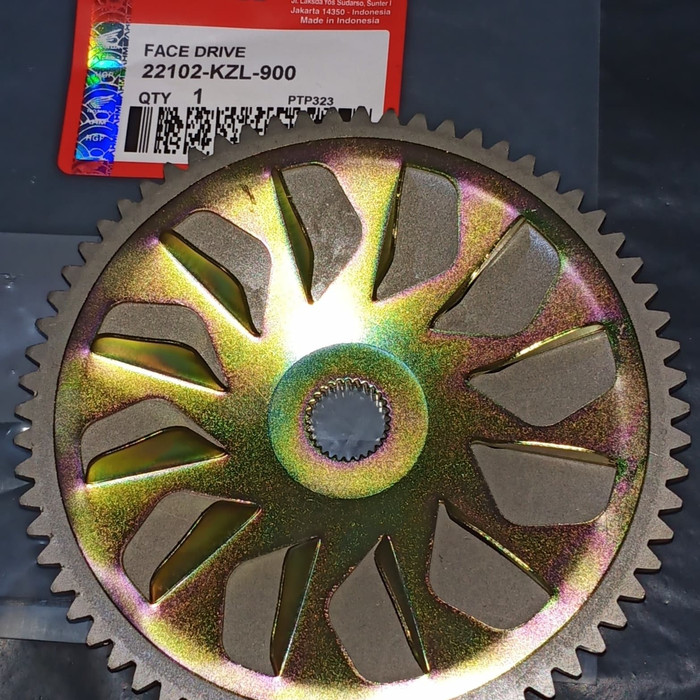 Jl. Laksda Yos Sudarso, Sunter I
Jakarta 14350 - Indonesia
Made in Indonesia
FACE DRIVE
22102-KZL-900
QTY 1 PTP323
HGP